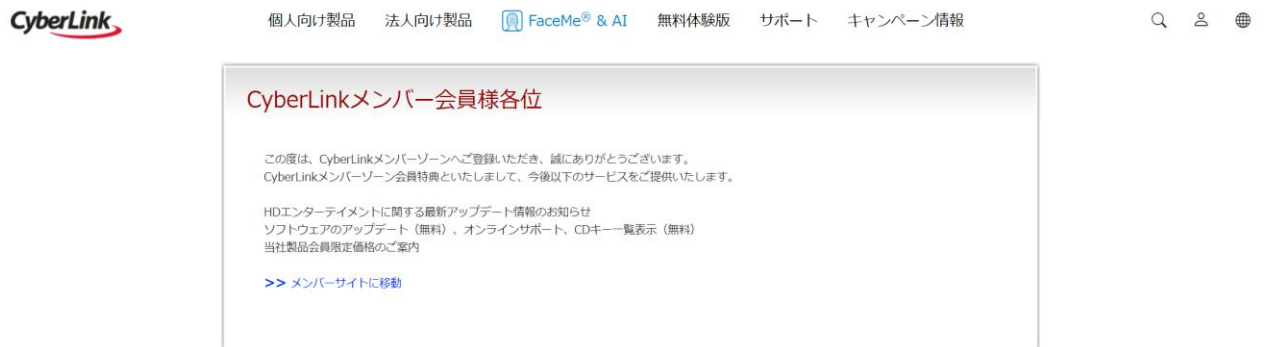 CyberLink
個人向け製品 法人向け製品 FaceMe® & AI 無料体験版 サポート キャンペーン情報
CyberLinkメンバー会員様各位
この度は、CyberLinkメンバーゾーンへご登録いただき、誠にありがとうございます。
CyberLinkメンバーゾーン会員特典といたしまして、今後以下のサービスをご提供いたします。
HDエンターテイメントに関する最新アップデート情報のお知らせ
ソフトウェアのアップデート（無料）、オンラインサポート、CDキー一覧表示（無料）
当社製品会員限定価格のご案内
>> メンバーサイトに移動